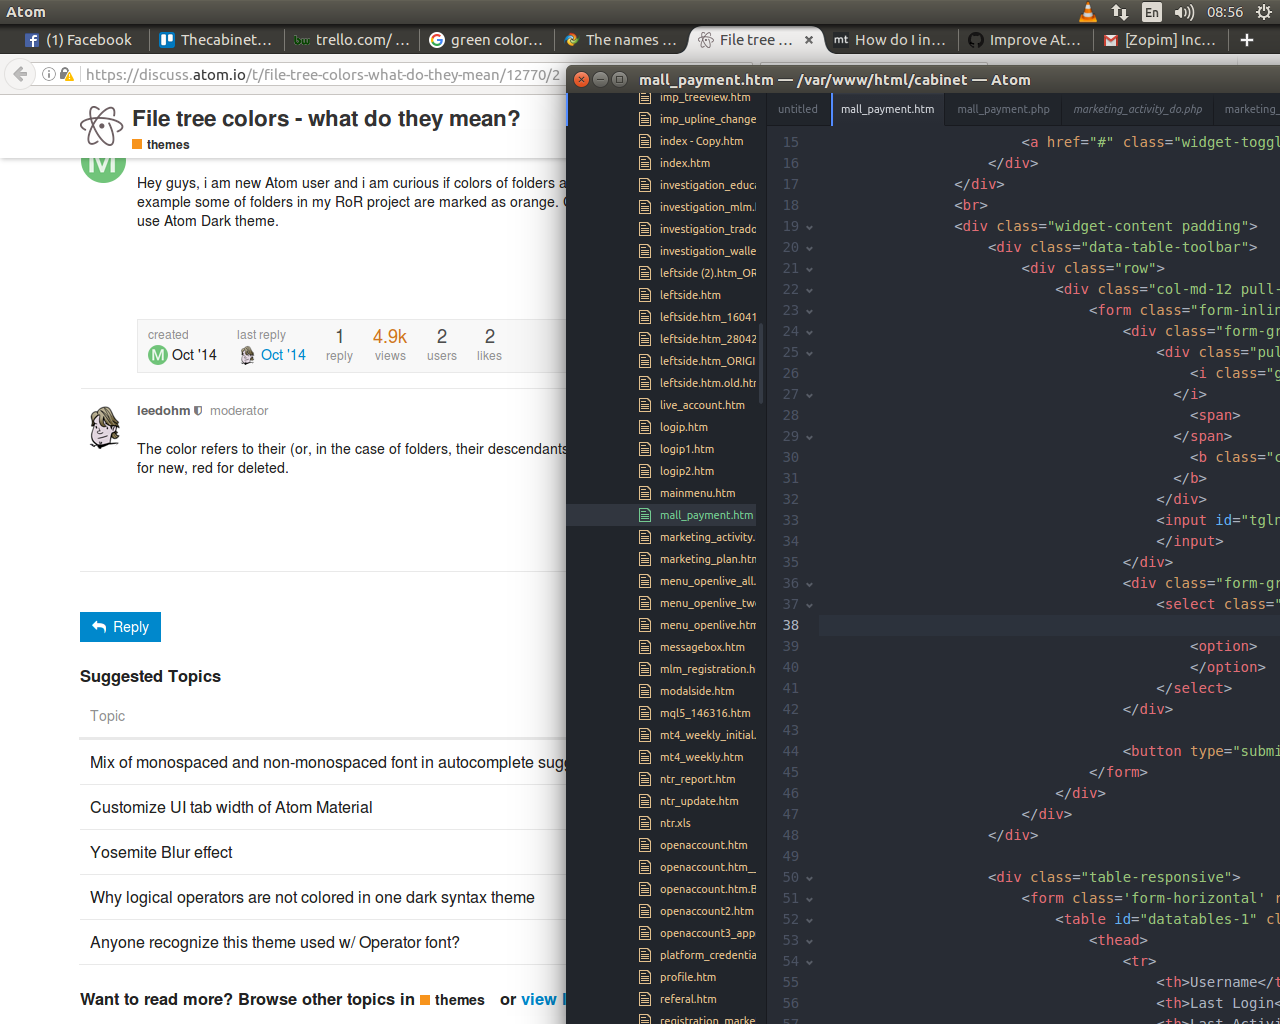 Atom
En
08:56
(1) Facebook
Thecabinet...
trello.com/ ...
green color...
The names ...
File tree ...
How do I in...
Improve At...
[Zopim] Inc...
https://discuss.atom.io/t/file-tree-colors-what-do-they-mean/12770/2
File tree colors - what do they mean?
themes
M
Hey guys, i am new Atom user and i am curious if colors of folders a
example some of folders in my RoR project are marked as orange.
use Atom Dark theme.
created
last reply
1
4.9k
2
2
M Oct '14
Oct '14
reply
views
users
likes
leedohm moderator
The color refers to their (or, in the case of folders, their descendants
for new, red for deleted.
Reply
Suggested Topics
Topic
Mix of monospaced and non-monospaced font in autocomplete sugg
Customize UI tab width of Atom Material
Yosemite Blur effect
Why logical operators are not colored in one dark syntax theme
Anyone recognize this theme used w/ Operator font?
Want to read more? Browse other topics in themes or view l
mall_payment.htm — /var/www/html/cabinet — Atom
imp_treeview.htm
imp_upline_change
index - Copy.htm
index.htm
investigation_educa
investigation_mlm.
investigation_trado
investigation_walle
leftside (2).htm_OR
leftside.htm
leftside.htm_16041
leftside.htm_28042
leftside.htm_ORIGI
leftside.htm.old.htm
live_account.htm
logip.htm
logip1.htm
logip2.htm
mainmenu.htm
mall_payment.htm
marketing_activity.
marketing_plan.htm
menu_openlive_all.
menu_openlive_tw
menu_openlive.htm
messagebox.htm
mlm_registration.h
modalside.htm
mql5_146316.htm
mt4_weekly_initial.
mt4_weekly.htm
ntr_report.htm
ntr_update.htm
ntr.xls
openaccount.htm
openaccount.htm_
openaccount.htm.B
openaccount2.htm
openaccount3_app
platform_credentia
profile.htm
referal.htm
registration_marke
untitled
mall_payment.htm
mall_payment.php
marketing_activity_do.php
marketing_
15 <a href="#" class="widget-toggl
16 </div>
17 </div>
18 <br>
19 <div class="widget-content padding">
20 <div class="data-table-toolbar">
21 <div class="row">
22 <div class="col-md-12 pull-
23 <form class="form-inlin
24 <div class="form-gr
25 <div class="pul
26 <i class="g
27 </i>
28 <span>
29 </span>
30 <b class="c
31 </b>
32 </div>
33 <input id="tgln
34 </input>
35 </div>
36 <div class="form-gr
37 <select class="
38
39 <option>
40 </option>
41 </select>
42 </div>
43
44 <button type="submi
45 </form>
46 </div>
47 </div>
48 </div>
49
50 <div class="table-responsive">
51 <form class='form-horizontal' r
52 <table id="datatables-1" cl
53 <thead>
54 <tr>
55 <th>Username</t
56 <th>Last Login<
57 <th>Last Activi